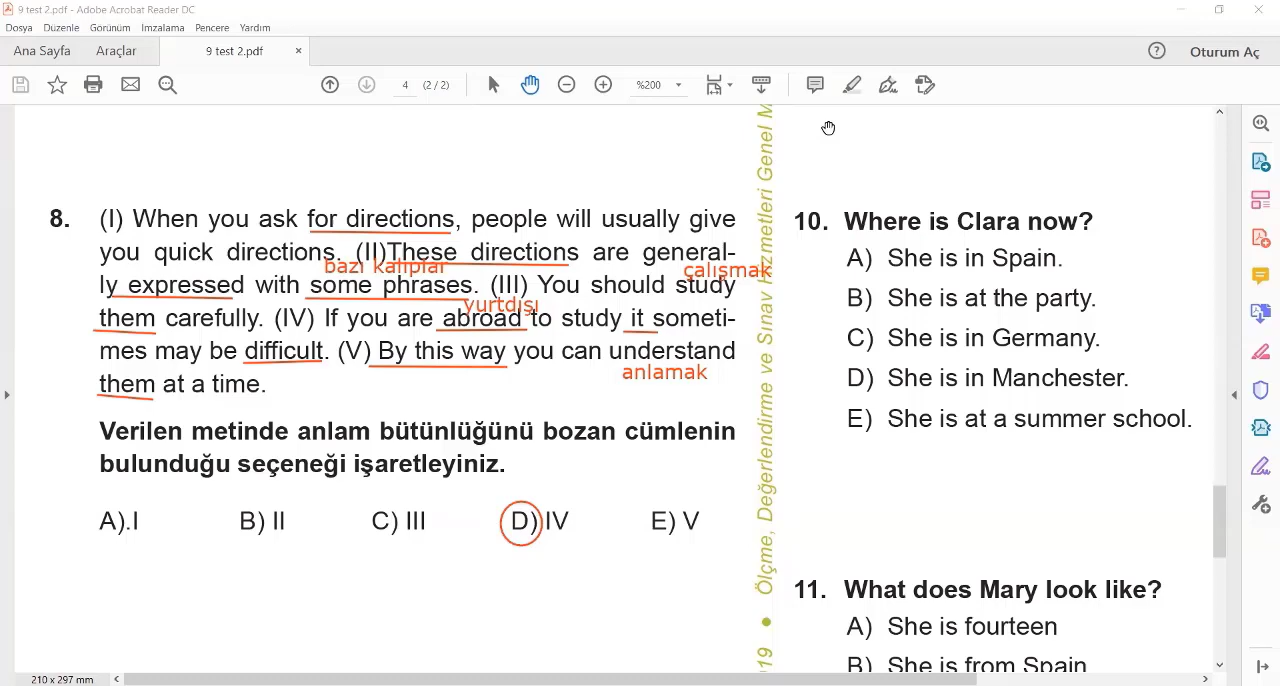 9 test 2.pdf - Adobe Acrobat Reader DC
Dosya Düzenle Görünüm İmzalama Pencere Yardım
Ana Sayfa Araçlar 9 test 2.pdf × ? Oturum Aç
4 (2 / 2) %200
8. (I) When you ask for directions, people will usually give
you quick directions. (II)These directions are general-
bazı kalıplar çalışmak
ly expressed with some phrases. (III) You should study
yurtdışı
them carefully. (IV) If you are abroad to study it someti-
mes may be difficult. (V) By this way you can understand
anlamak
them at a time.
Verilen metinde anlam bütünlüğünü bozan cümlenin
bulunduğu seçeneği işaretleyiniz.
A).I B) II C) III D) IV E) V
19 • Ölçme, Değerlendirme ve Sınav Hizmetleri Genel M
10. Where is Clara now?
A) She is in Spain.
B) She is at the party.
C) She is in Germany.
D) She is in Manchester.
E) She is at a summer school.
11. What does Mary look like?
A) She is fourteen
B) She is from Spain
210 x 297 mm